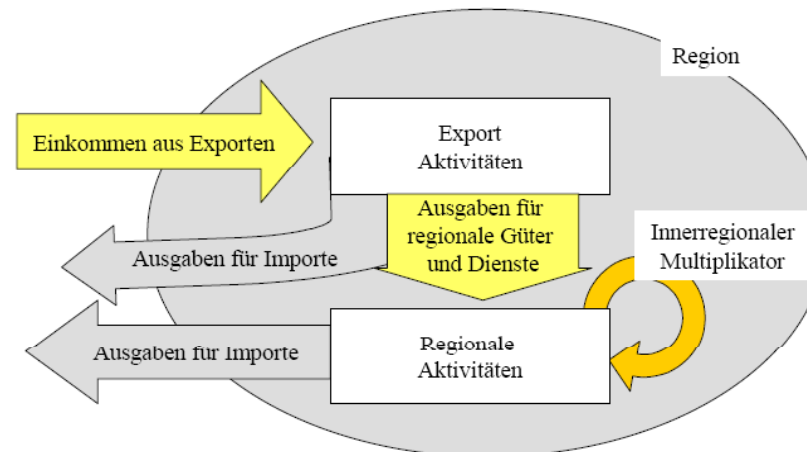 Region
Einkommen aus Exporten
Export
Aktivitäten
Ausgaben für
regionale Güter
und Dienste
Innerregionaler
Multiplikator
Ausgaben für Importe
Ausgaben für Importe
Regionale
Aktivitäten